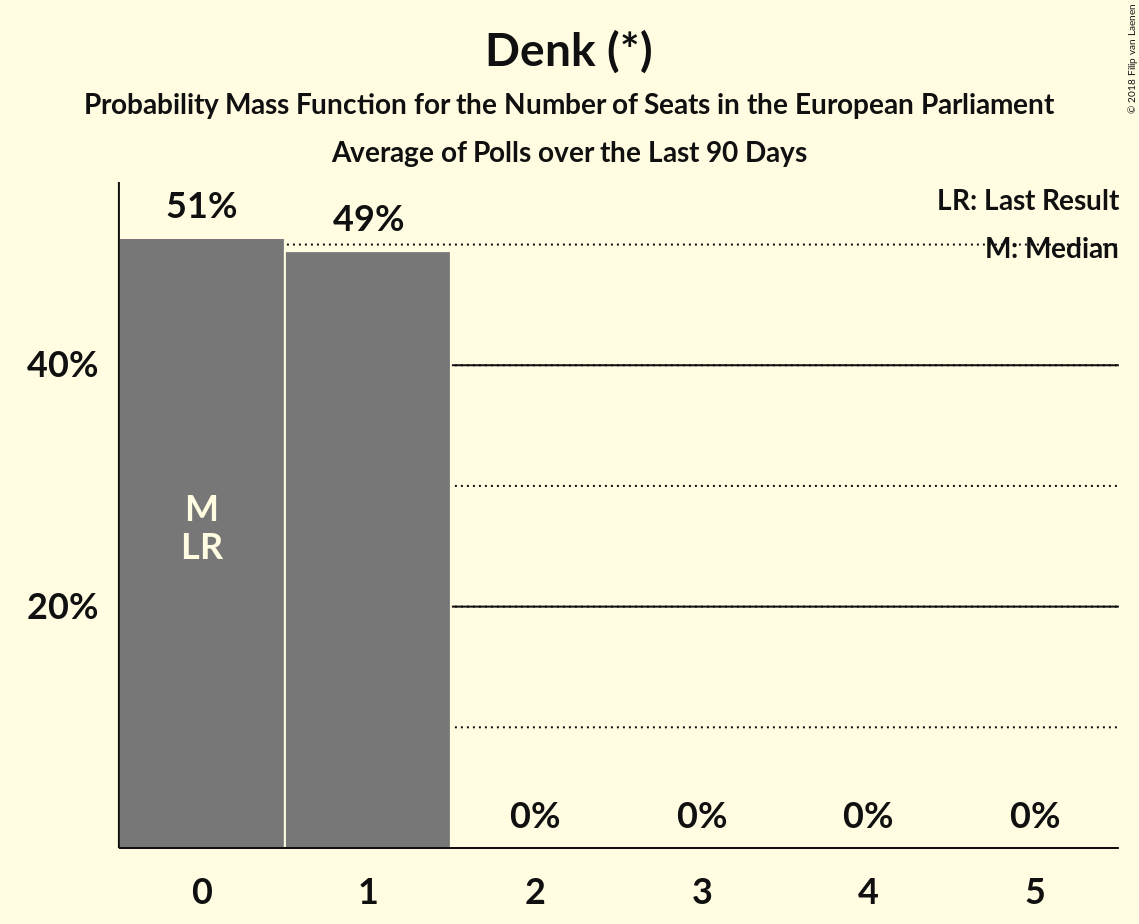 Denk (*)
Probability Mass Function for the Number of Seats in the European Parliament
Average of Polls over the Last 90 Days
© 2018 Filip van Laenen
LR: Last Result
M: Median
51%
49%
40%
20%
M
LR
0%
0%
0%
0%
0
1
2
3
4
5